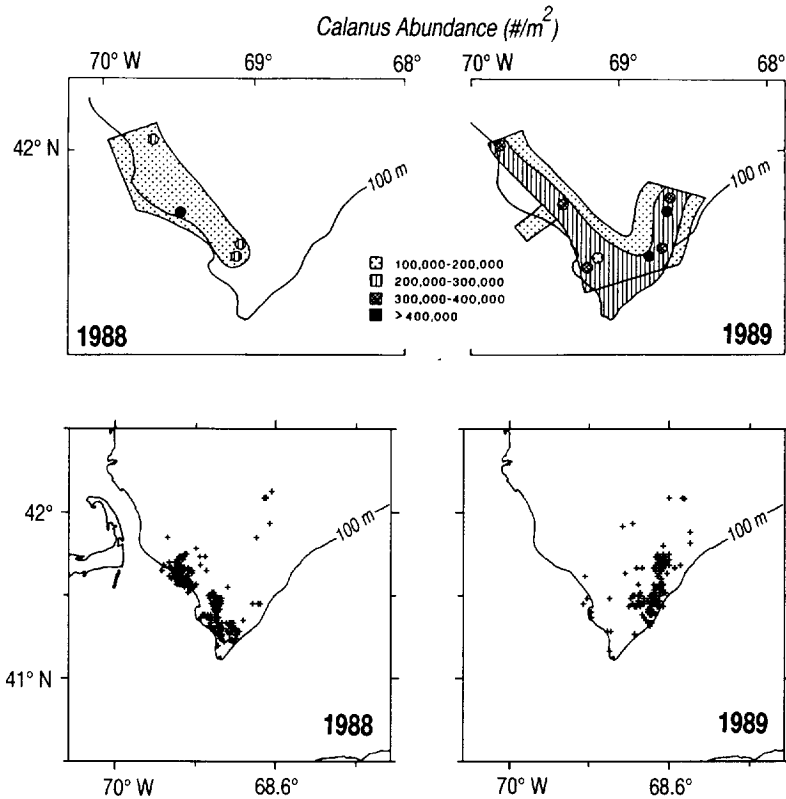 Calanus Abundance (#/m²)
70° W 69° 68°
70° W 69° 68°
42° N
100 m
100 m
100,000-200,000
200,000-300,000
300,000-400,000
>400,000
1988
1989
42°
41° N
100 m
100 m
1988
1989
70° W 68.6°
70° W 68.6°